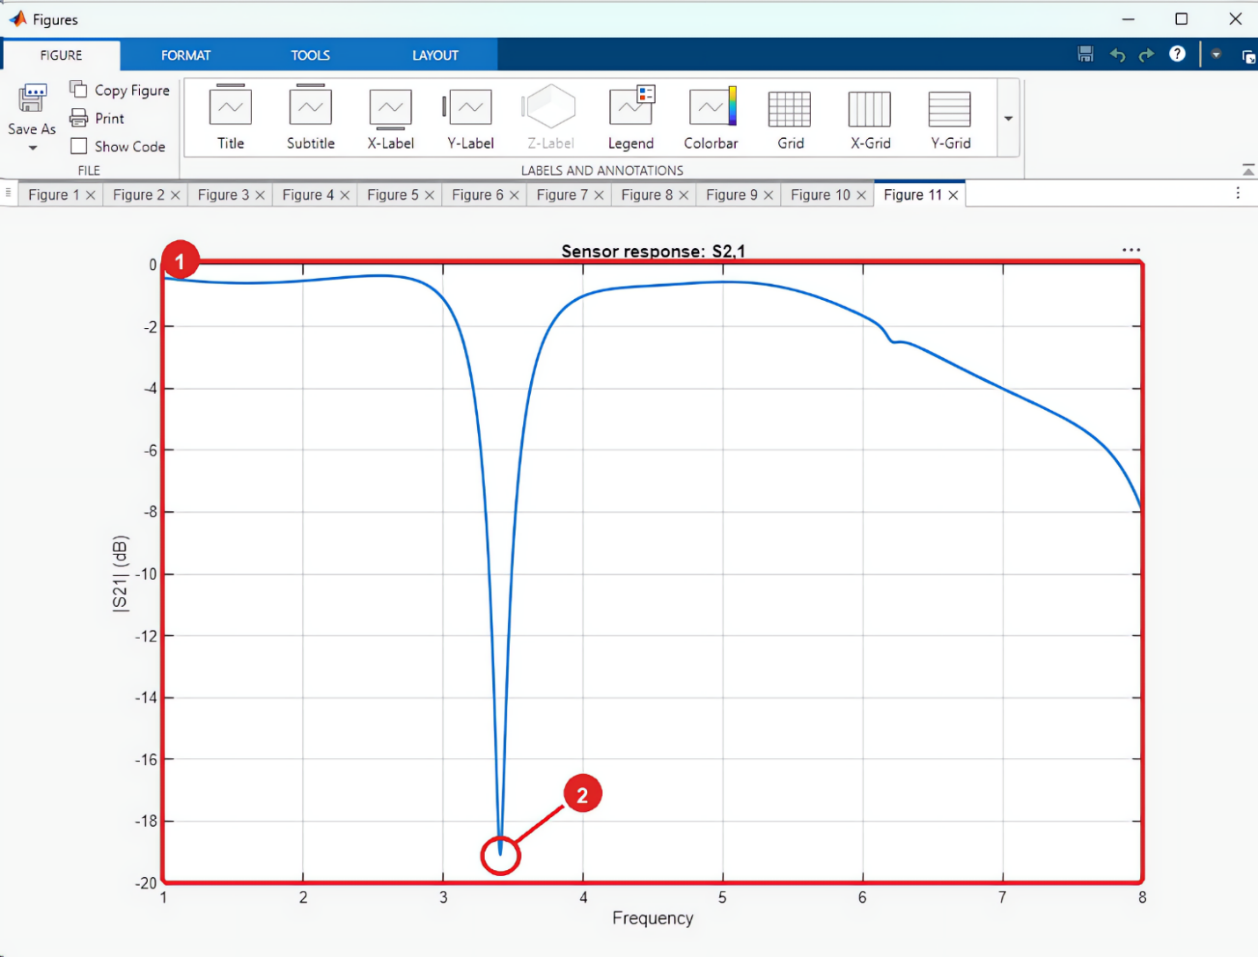 Figures
FIGURE FORMAT TOOLS LAYOUT
?
Save As
Copy Figure
Print
Show Code
FILE
Title Subtitle X-Label Y-Label Z-Label Legend Colorbar Grid X-Grid Y-Grid
LABELS AND ANNOTATIONS
Figure 1 × Figure 2 × Figure 3 × Figure 4 × Figure 5 × Figure 6 × Figure 7 × Figure 8 × Figure 9 × Figure 10 × Figure 11 ×
Sensor response: S2,1
1
0
-2
-4
-6
-8
-10
-12
-14
-16
-18
-20
|S21| (dB)
2
1 2 3 4 5 6 7 8
Frequency